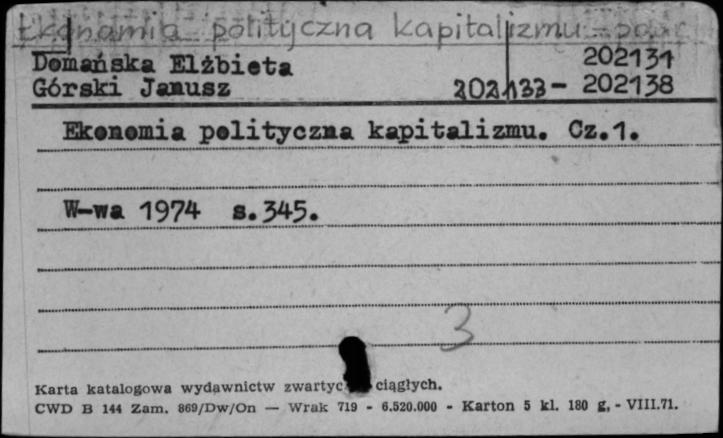 Ekonomia polityczna kapitalizmu -
Domańska Elżbieta 202131
Górski Janusz 202133 - 202138
Ekonomia polityczna kapitalizmu. Cz.1.
W-wa 1974 s.345.
3
Karta katalogowa wydawnictw ciągłych.
CWD B 144 Zam. 869/Dw/On — Wrak 719 - 6.520.000 - Karton 5 kl. 180 g. - VIII.71.